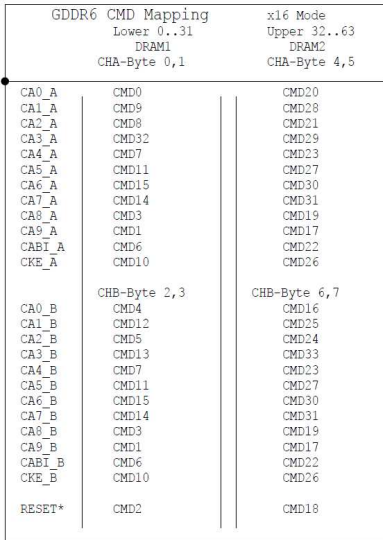 GDDR6 CMD Mapping x16 Mode
Lower 0..31 Upper 32..63
DRAM1 DRAM2
CHA-Byte 0,1 CHA-Byte 4,5
CA0_A CMD0 CMD20
CA1_A CMD9 CMD28
CA2_A CMD8 CMD21
CA3_A CMD32 CMD29
CA4_A CMD7 CMD23
CA5_A CMD11 CMD27
CA6_A CMD15 CMD30
CA7_A CMD14 CMD31
CA8_A CMD3 CMD19
CA9_A CMD1 CMD17
CABI_A CMD6 CMD22
CKE_A CMD10 CMD26
CHB-Byte 2,3 CHB-Byte 6,7
CA0_B CMD4 CMD16
CA1_B CMD12 CMD25
CA2_B CMD5 CMD24
CA3_B CMD13 CMD33
CA4_B CMD7 CMD23
CA5_B CMD11 CMD27
CA6_B CMD15 CMD30
CA7_B CMD14 CMD31
CA8_B CMD3 CMD19
CA9_B CMD1 CMD17
CABI_B CMD6 CMD22
CKE_B CMD10 CMD26
RESET* CMD2 CMD18